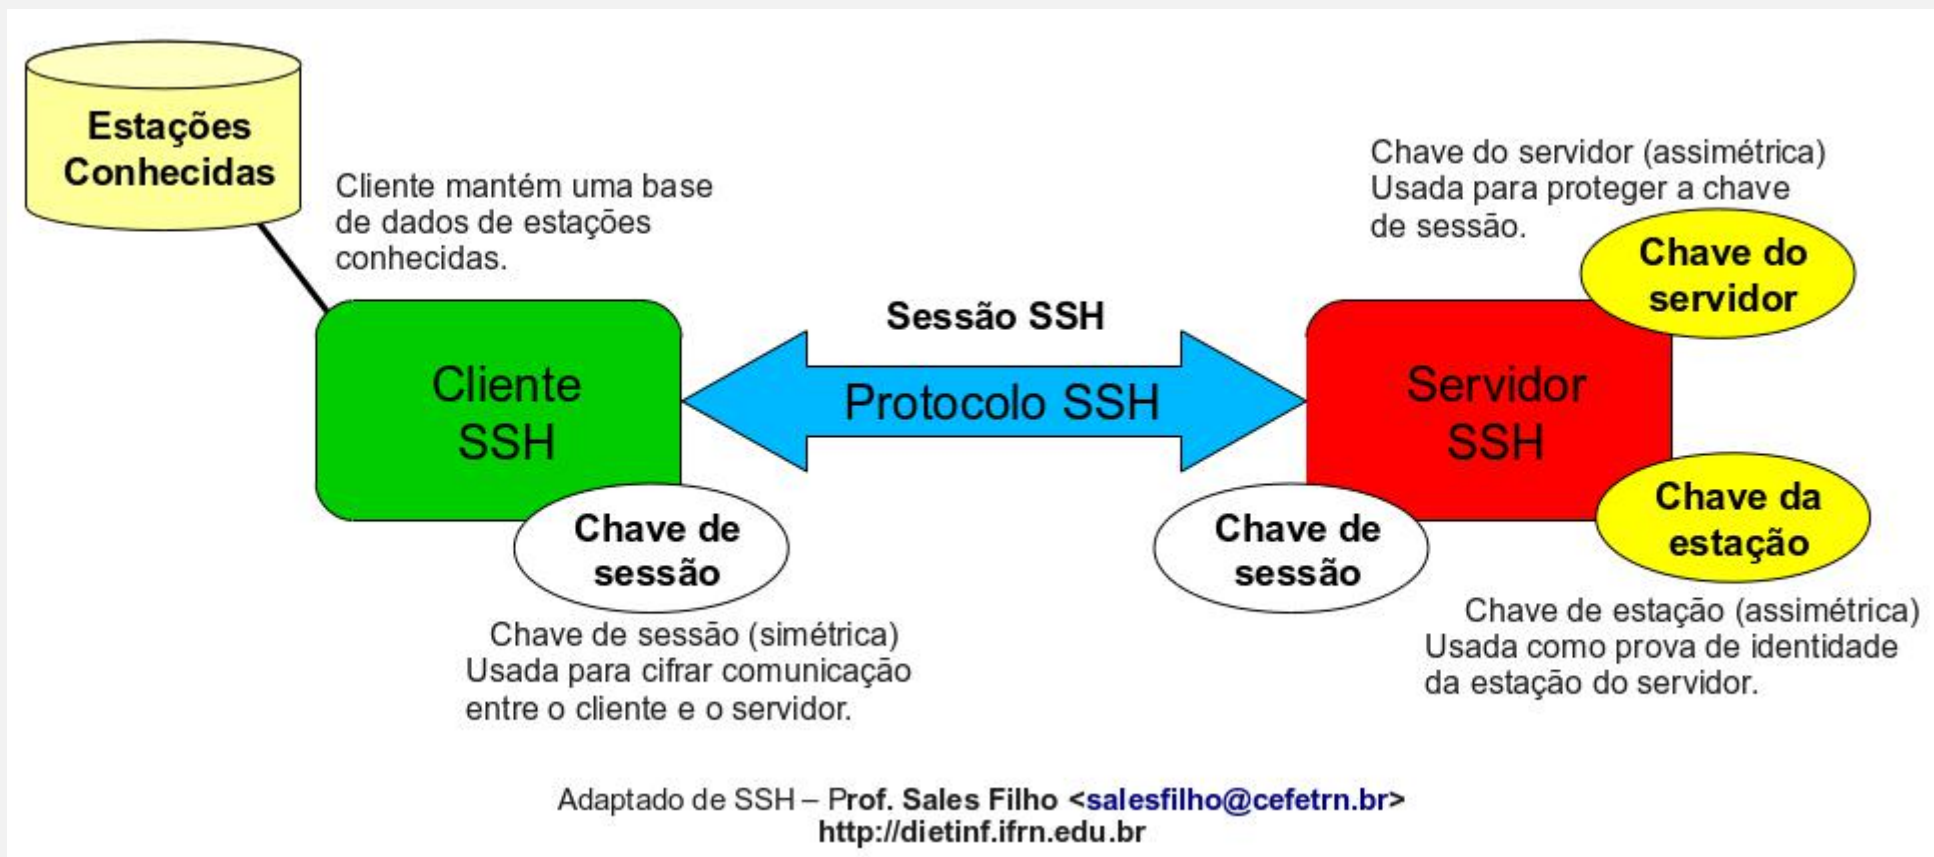 Estações
Conhecidas
Cliente mantém uma base
de dados de estações
conhecidas.
Chave do servidor (assimétrica)
Usada para proteger a chave
de sessão.
Chave do
servidor
Sessão SSH
Cliente
SSH
Protocolo SSH
Servidor
SSH
Chave de
sessão
Chave de
sessão
Chave da
estação
Chave de sessão (simétrica)
Usada para cifrar comunicação
entre o cliente e o servidor.
Chave de estação (assimétrica)
Usada como prova de identidade
da estação do servidor.
Adaptado de SSH – Prof. Sales Filho <salesfilho@cefetrn.br>
http://dietinf.ifrn.edu.br